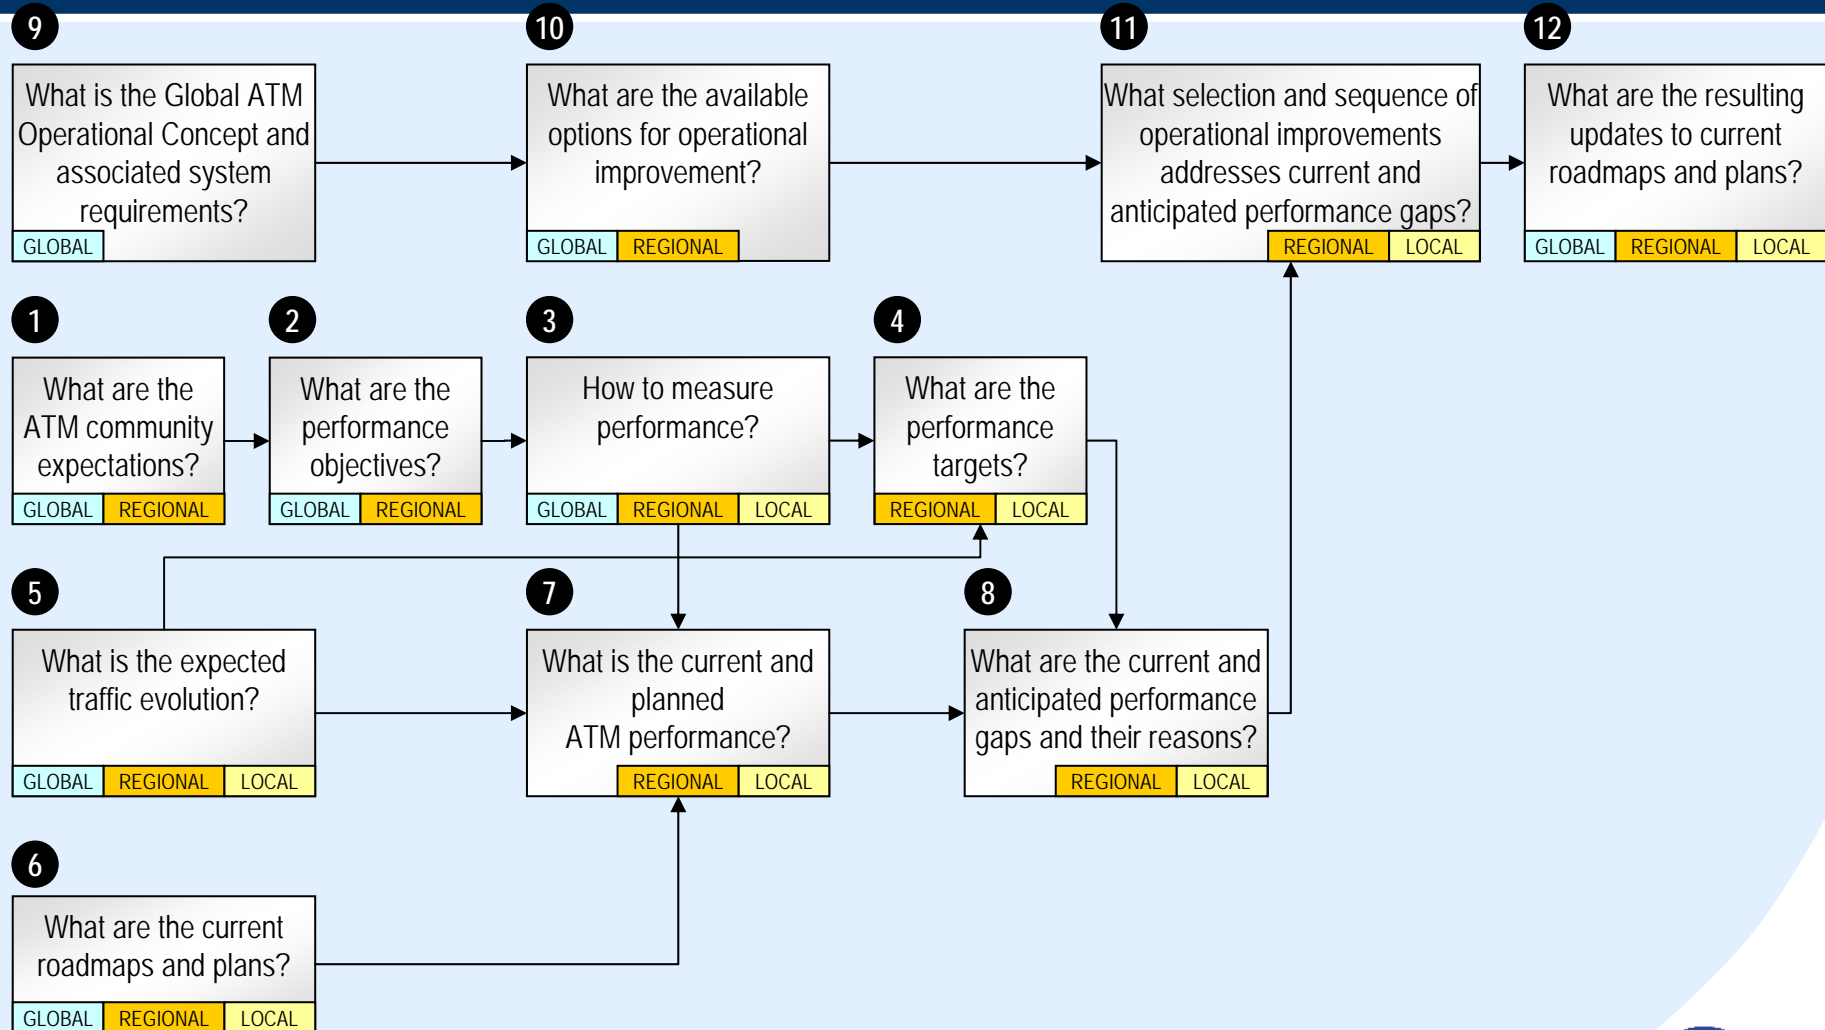 9
What is the Global ATM
Operational Concept and
associated system
requirements?
GLOBAL
10
What are the available
options for operational
improvement?
GLOBAL REGIONAL
11
What selection and sequence of
operational improvements
addresses current and
anticipated performance gaps?
REGIONAL LOCAL
12
What are the resulting
updates to current
roadmaps and plans?
GLOBAL REGIONAL LOCAL
1
What are the
ATM community
expectations?
GLOBAL REGIONAL
2
What are the
performance
objectives?
GLOBAL REGIONAL
3
How to measure
performance?
GLOBAL REGIONAL LOCAL
4
What are the
performance
targets?
REGIONAL LOCAL
5
What is the expected
traffic evolution?
GLOBAL REGIONAL LOCAL
7
What is the current and
planned
ATM performance?
REGIONAL LOCAL
8
What are the current and
anticipated performance
gaps and their reasons?
REGIONAL LOCAL
6
What are the current
roadmaps and plans?
GLOBAL REGIONAL LOCAL